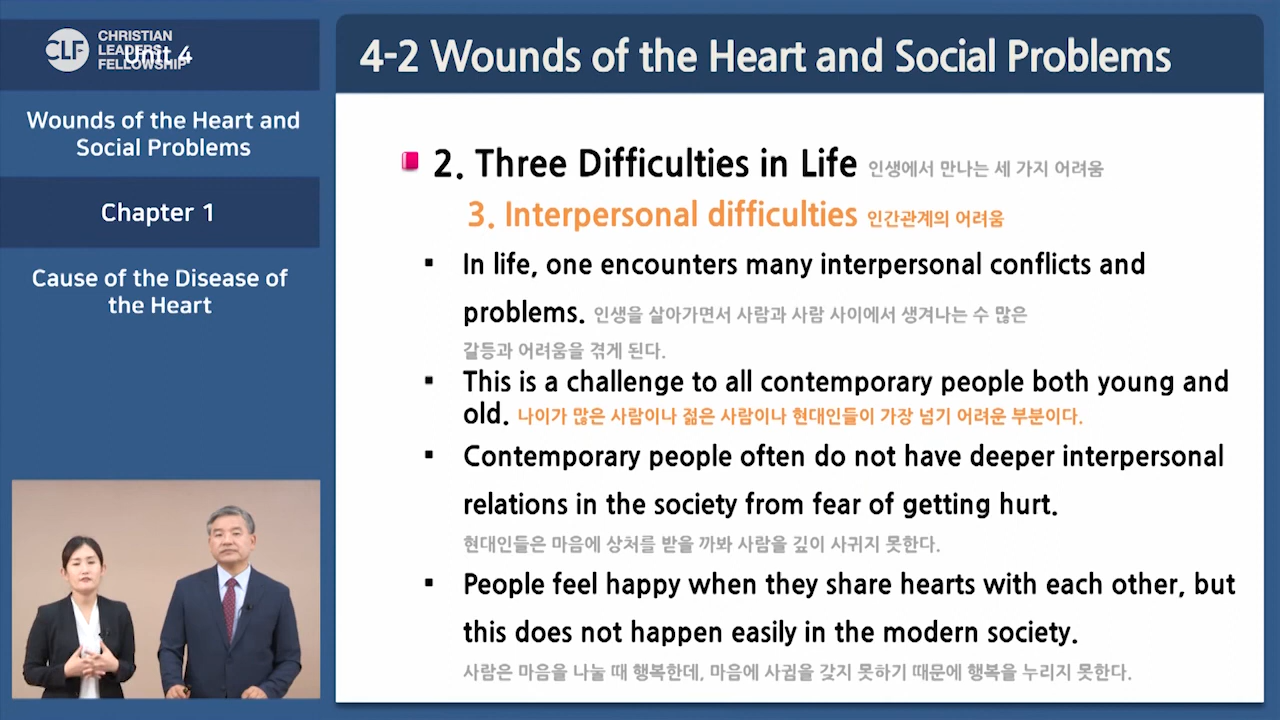 CLF
CHRISTIAN
LEADERS
FELLOWSHIP
Unit 4
Wounds of the Heart and
Social Problems
Chapter 1
Cause of the Disease of
the Heart
4-2 Wounds of the Heart and Social Problems
2. Three Difficulties in Life 인생에서 만나는 세 가지 어려움
3. Interpersonal difficulties 인간관계의 어려움
▪ In life, one encounters many interpersonal conflicts and
problems. 인생을 살아가면서 사람과 사람 사이에서 생겨나는 수 많은
갈등과 어려움을 겪게 된다.
▪ This is a challenge to all contemporary people both young and
old. 나이가 많은 사람이나 젊은 사람이나 현대인들이 가장 넘기 어려운 부분이다.
▪ Contemporary people often do not have deeper interpersonal
relations in the society from fear of getting hurt.
현대인들은 마음에 상처를 받을 까봐 사람을 깊이 사귀지 못한다.
▪ People feel happy when they share hearts with each other, but
this does not happen easily in the modern society.
사람은 마음을 나눌 때 행복한데, 마음에 사귐을 갖지 못하기 때문에 행복을 누리지 못한다.